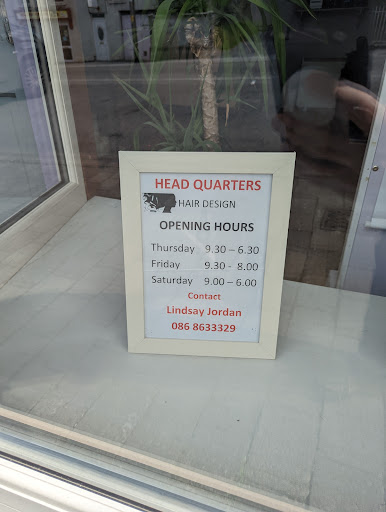 HEAD QUARTERS
HAIR DESIGN
OPENING HOURS
Thursday 9.30 – 6.30
Friday 9.30 - 8.00
Saturday 9.00 – 6.00
Contact
Lindsay Jordan
086 8633329